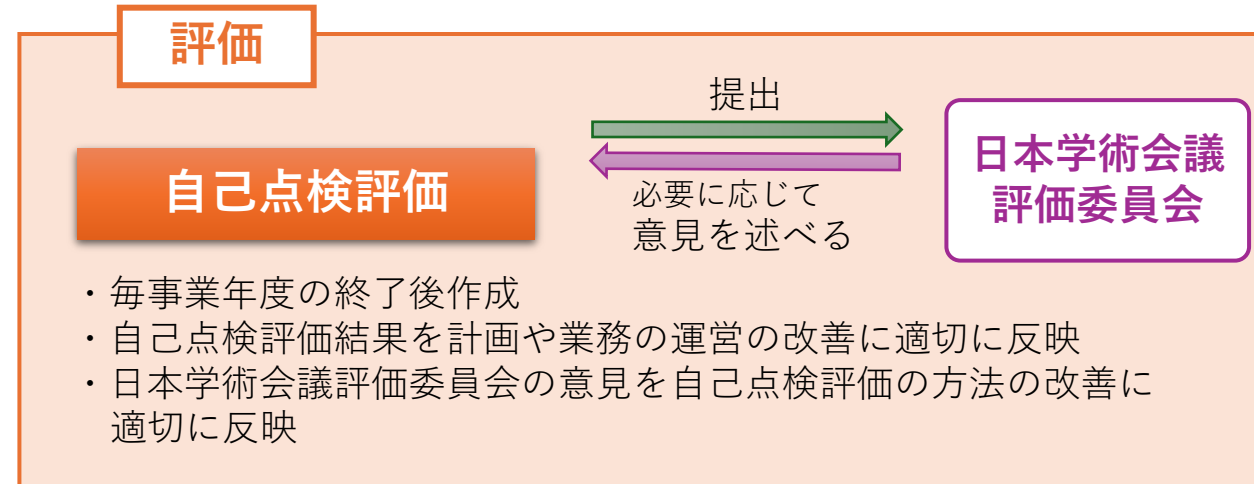 評価
提出
自己点検評価
日本学術会議
評価委員会
必要に応じて
意見を述べる
・毎事業年度の終了後作成
・自己点検評価結果を計画や業務の運営の改善に適切に反映
・日本学術会議評価委員会の意見を自己点検評価の方法の改善に
適切に反映